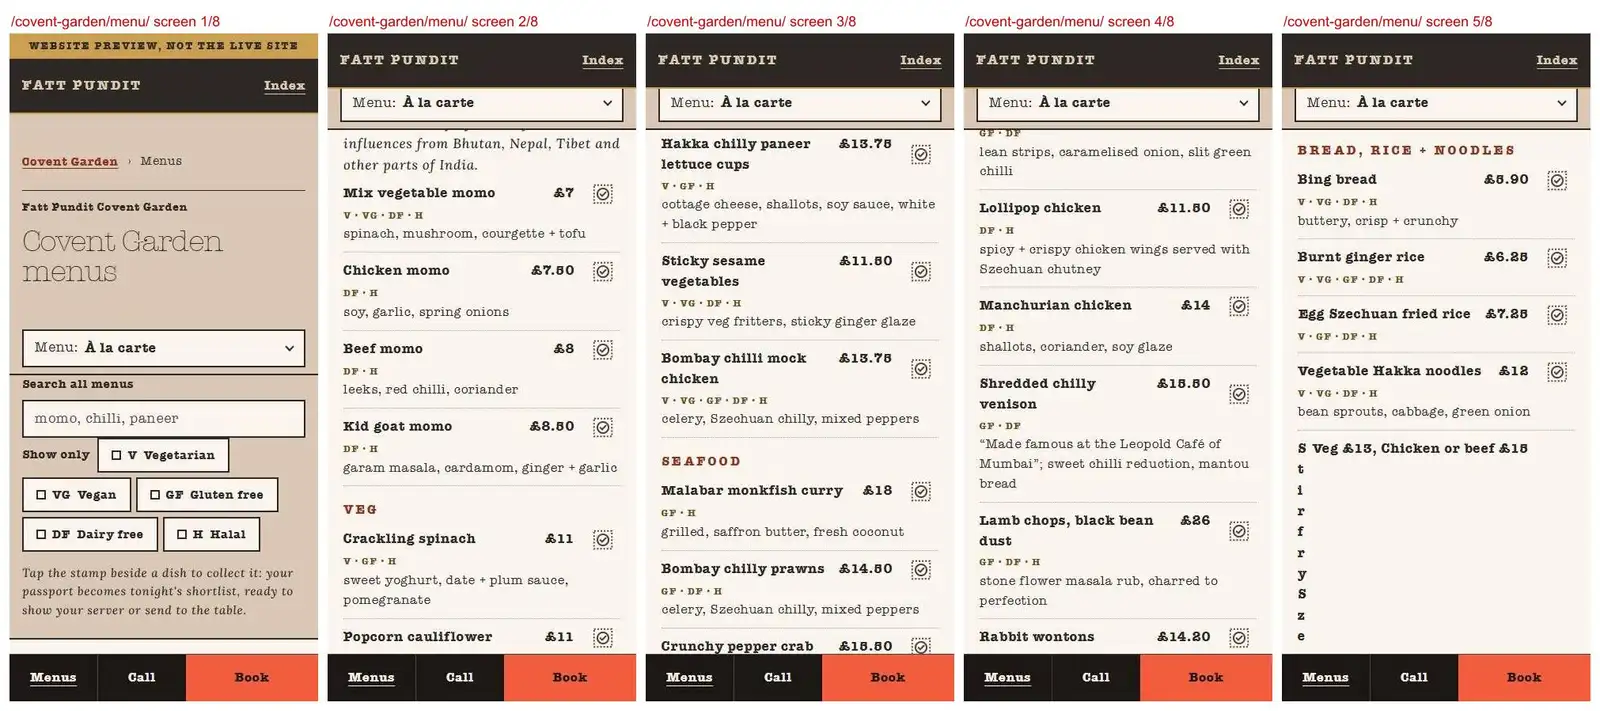 /covent-garden/menu/ screen 1/8
WEBSITE PREVIEW, NOT THE LIVE SITE
FATT PUNDIT
Index
Covent Garden › Menus
Fatt Pundit Covent Garden
Covent Garden
menus
Menu: À la carte
Search all menus
momo, chilli, paneer
Show only
V Vegetarian
VG Vegan
GF Gluten free
DF Dairy free
H Halal
Tap the stamp beside a dish to collect it: your
passport becomes tonight's shortlist, ready to
show your server or send to the table.
Menus
Call
Book
/covent-garden/menu/ screen 2/8
FATT PUNDIT
Index
Menu: À la carte
influences from Bhutan, Nepal, Tibet and
other parts of India.
Mix vegetable momo £7
V · VG · DF · H
spinach, mushroom, courgette + tofu
Chicken momo £7.50
DF · H
soy, garlic, spring onions
Beef momo £8
DF · H
leeks, red chilli, coriander
Kid goat momo £8.50
DF · H
garam masala, cardamom, ginger + garlic
VEG
Crackling spinach £11
V · GF · H
sweet yoghurt, date + plum sauce,
pomegranate
Popcorn cauliflower £11
Menus
Call
Book
/covent-garden/menu/ screen 3/8
FATT PUNDIT
Index
Menu: À la carte
Hakka chilly paneer £13.75
lettuce cups
V · GF · H
cottage cheese, shallots, soy sauce, white
+ black pepper
Sticky sesame £11.50
vegetables
V · VG · DF · H
crispy veg fritters, sticky ginger glaze
Bombay chilli mock £13.75
chicken
V · VG · GF · DF · H
celery, Szechuan chilly, mixed peppers
SEAFOOD
Malabar monkfish curry £18
GF · H
grilled, saffron butter, fresh coconut
Bombay chilly prawns £14.50
GF · DF · H
celery, Szechuan chilly, mixed peppers
Crunchy pepper crab £15.50
Menus
Call
Book
/covent-garden/menu/ screen 4/8
FATT PUNDIT
Index
Menu: À la carte
GF · DF
lean strips, caramelised onion, slit green
chilli
Lollipop chicken £11.50
DF · H
spicy + crispy chicken wings served with
Szechuan chutney
Manchurian chicken £14
DF · H
shallots, coriander, soy glaze
Shredded chilly £15.50
venison
GF · DF
“Made famous at the Leopold Café of
Mumbai”; sweet chilli reduction, mantou
bread
Lamb chops, black bean £26
dust
GF · DF · H
stone flower masala rub, charred to
perfection
Rabbit wontons £14.20
Menus
Call
Book
/covent-garden/menu/ screen 5/8
FATT PUNDIT
Index
Menu: À la carte
BREAD, RICE + NOODLES
Bing bread £5.90
V · VG · DF · H
buttery, crisp + crunchy
Burnt ginger rice £6.25
V · VG · GF · DF · H
Egg Szechuan fried rice £7.25
V · GF · DF · H
Vegetable Hakka noodles £12
V · VG · DF · H
bean sprouts, cabbage, green onion
S Veg £13, Chicken or beef £15
t
i
r
f
r
y
S
z
e
Menus
Call
Book